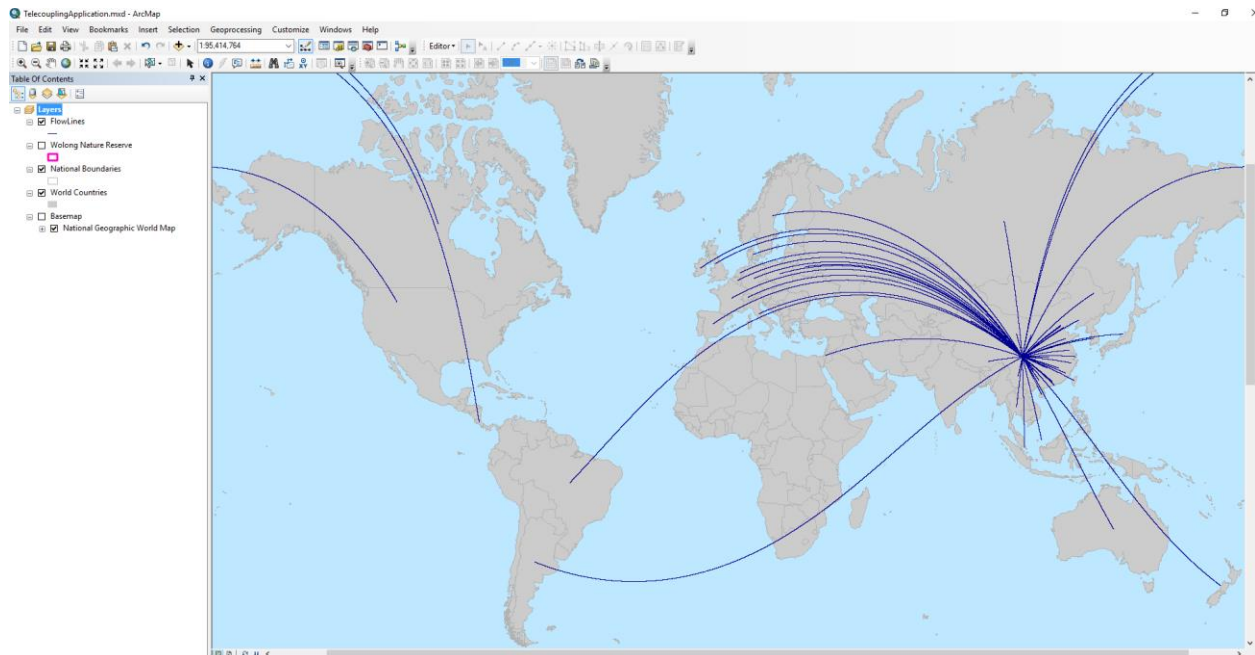 TelecouplingApplication.mxd - ArcMap
File Edit View Bookmarks Insert Selection Geoprocessing Customize Windows Help
1:95,414,764
Editor
Table Of Contents
Layers
FlowLines
Wolong Nature Reserve
National Boundaries
World Countries
Basemap
National Geographic World Map